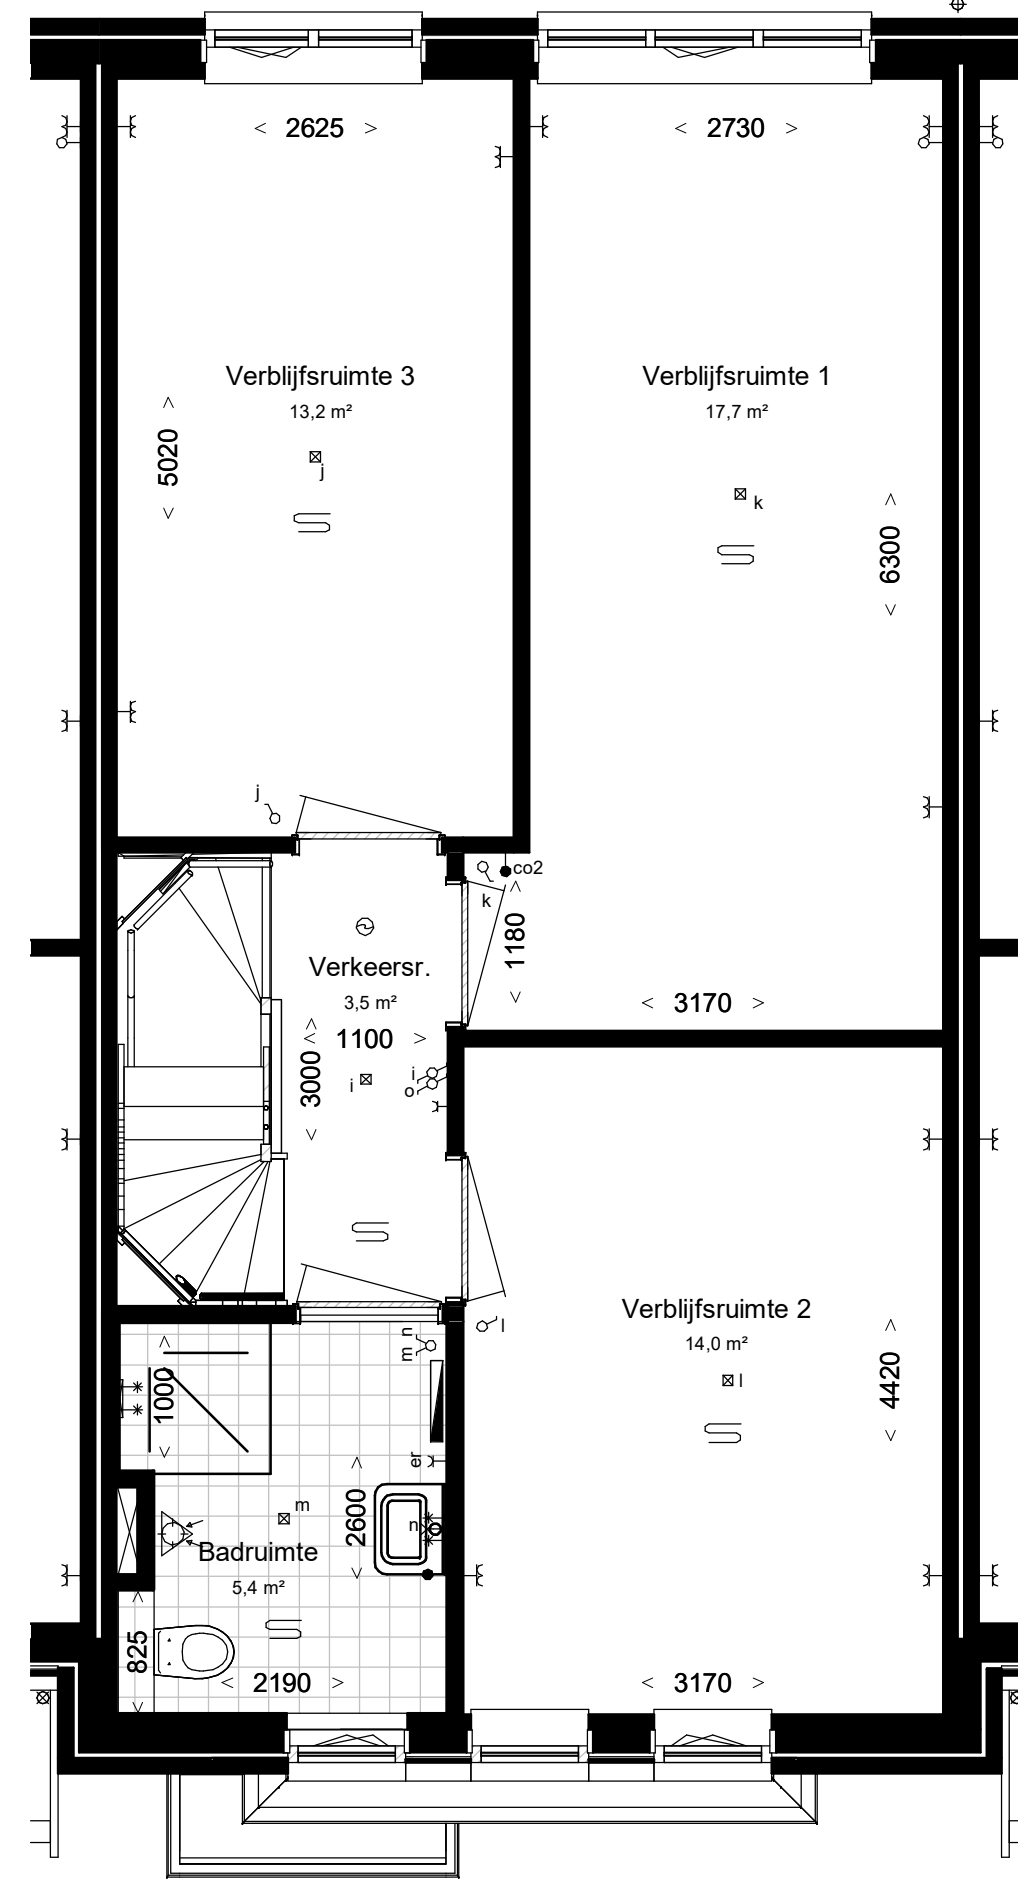 < 2625 >
< 2730 >
Verblijfsruimte 3
13,2 m²
j
< 5020 >
Verblijfsruimte 1
17,7 m²
k
< 6300 >
j
co2
k
< 1180 >
Verkeersr.
3,5 m²
< 1100 >
< 3000 >
i
i
o
< 3170 >
Verblijfsruimte 2
14,0 m²
l
l
< 4420 >
m n
< 1000 >
er
m
< 2600 >
n
Badruimte
5,4 m²
< 825 >
< 2190 >
< 3170 >